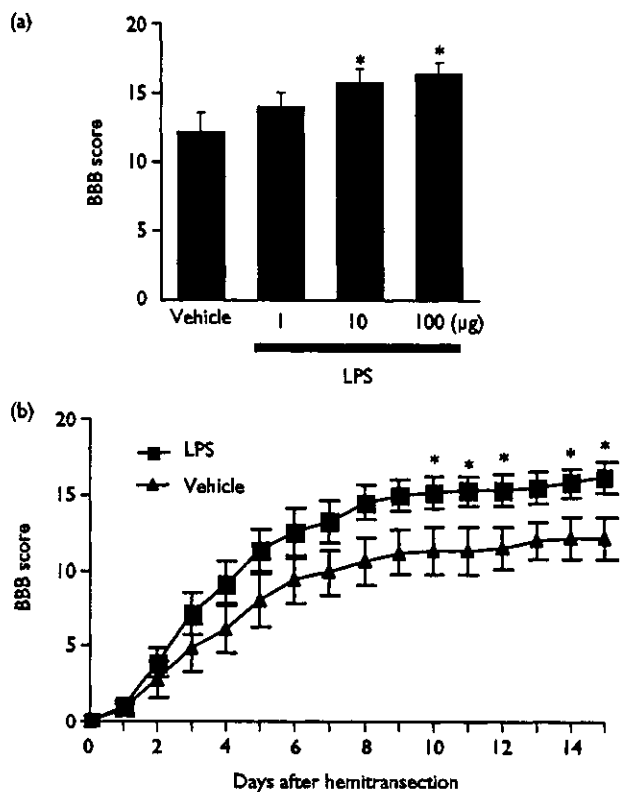 (a)
20
* *
15
10
5
0
BBB score
Vehicle 1 10 100 (µg)
LPS
(b)
20
LPS
Vehicle
* * * * *
15
10
5
0
BBB score
0 2 4 6 8 10 12 14
Days after hemitransection